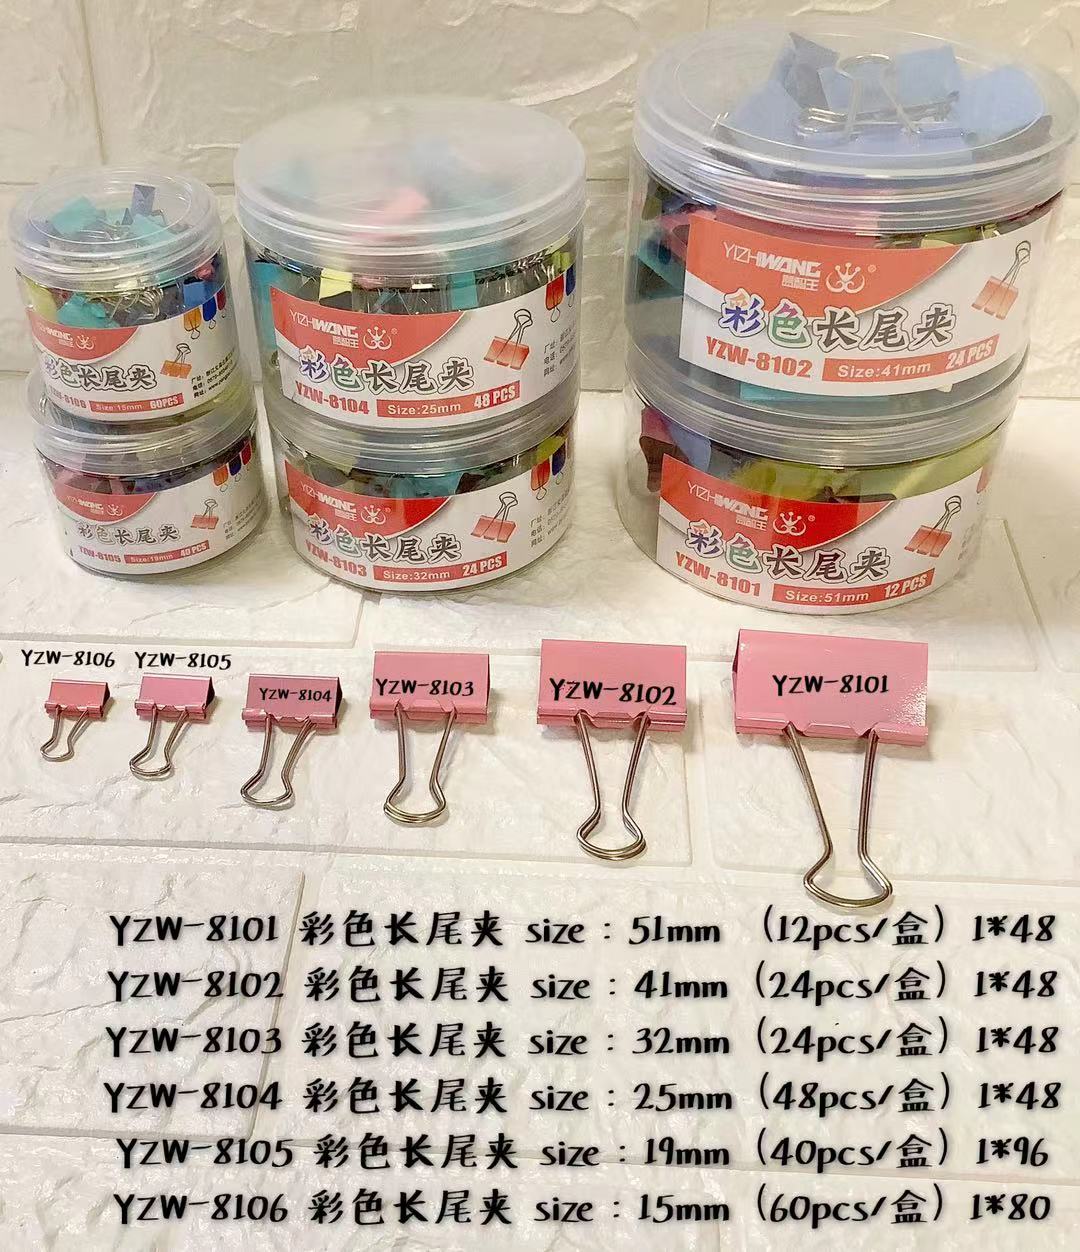 YIZHIWANG
YZW-8106 Size:15mm 60PCS
彩色长尾夹
YIZHIWANG
彩色长尾夹
YZW-8104 Size:25mm 48 PCS
YIZHIWANG
彩色长尾夹
YZW-8102 Size:41mm 24 PCS
YIZHIWANG
彩色长尾夹
YZW-8105 Size:19mm 40 PCS
YIZHIWANG
彩色长尾夹
YZW-8103 Size:32mm 24 PCS
YIZHIWANG
彩色长尾夹
YZW-8101 Size:51mm 12 PCS
YZW-8106 YZW-8105 YZW-8104 YZW-8103 YZW-8102 YZW-8101
YZW-8101 彩色长尾夹 size：51mm （12pcs/盒）1*48
YZW-8102 彩色长尾夹 size：41mm （24pcs/盒）1*48
YZW-8103 彩色长尾夹 size：32mm （24pcs/盒）1*48
YZW-8104 彩色长尾夹 size：25mm （48pcs/盒）1*48
YZW-8105 彩色长尾夹 size：19mm （40pcs/盒）1*96
YZW-8106 彩色长尾夹 size：15mm （60pcs/盒）1*80